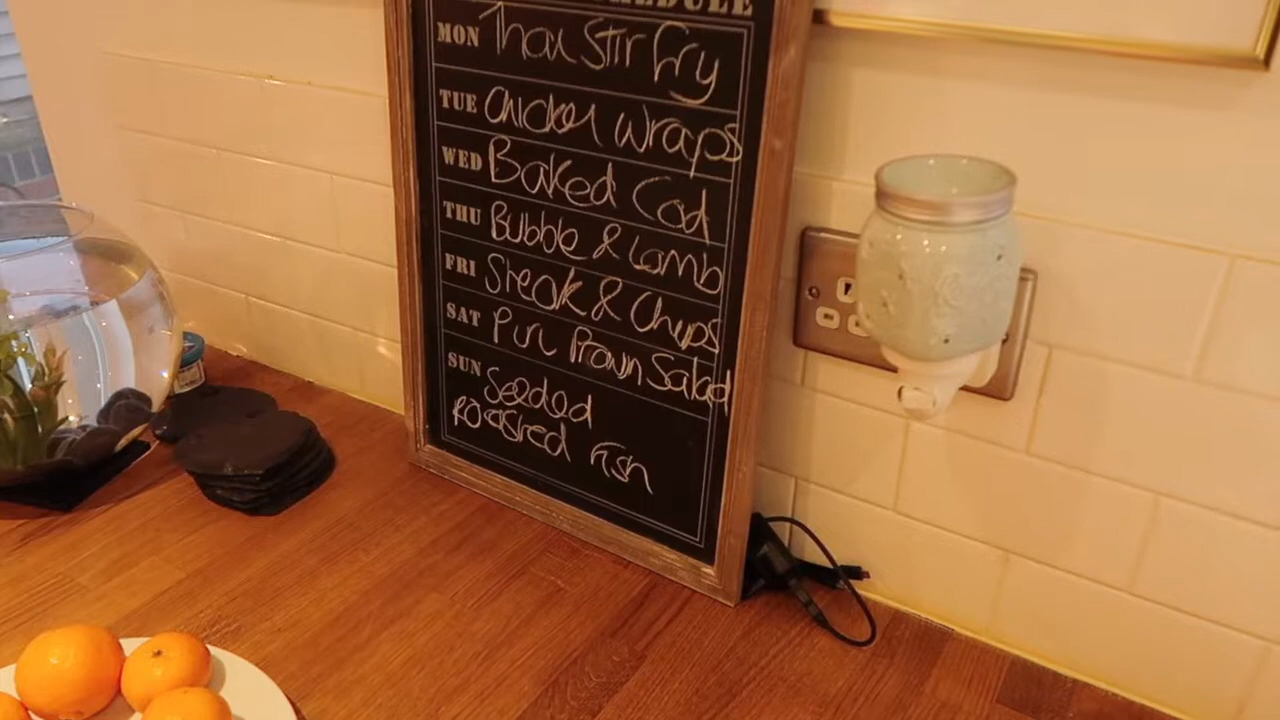 MON Thai Stir Fry
TUE Chicken Wraps
WED Baked Cod
THU Bubble & Lamb
FRI Steak & Chips
SAT Prawn Salad
SUN Seeded
Roasted Fish